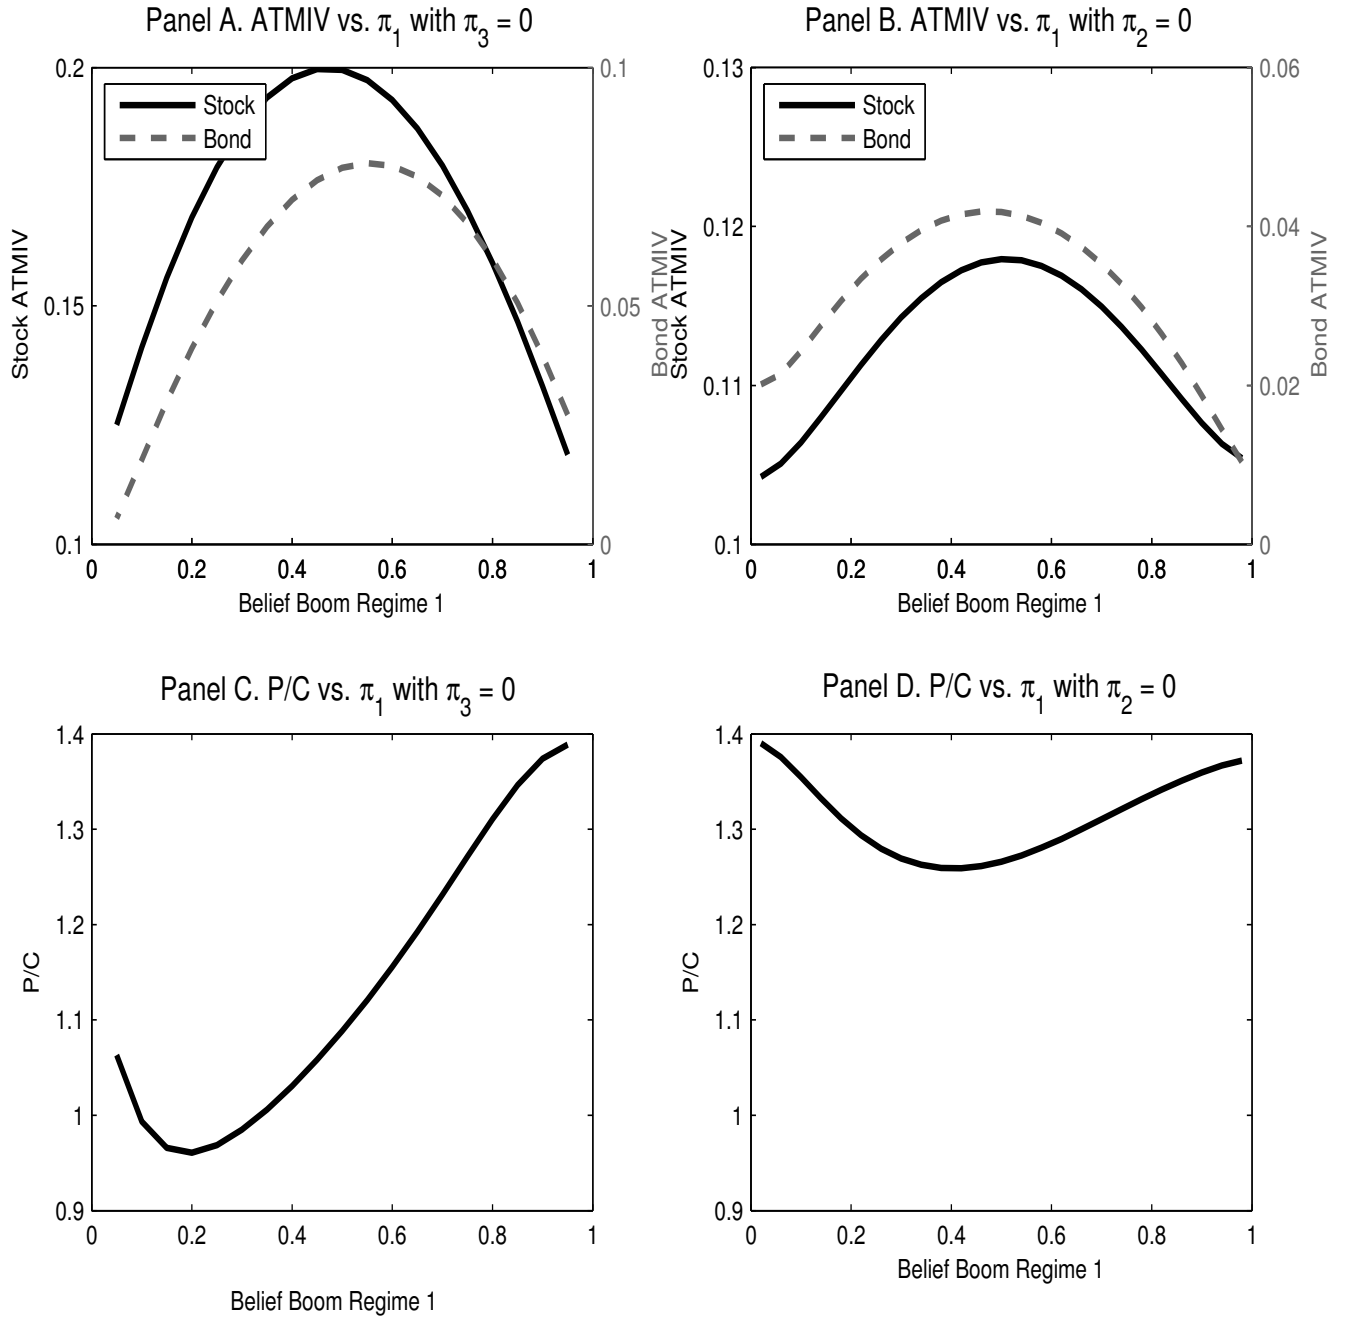 Panel A. ATMIV vs. π1 with π3 = 0
0.2
0.15
0.1
0.1
0.05
0
Stock
Bond
Stock ATMIV
Bond ATMIV
0
0.2
0.4
0.6
0.8
1
Belief Boom Regime 1
Panel B. ATMIV vs. π1 with π2 = 0
0.13
0.12
0.11
0.1
0.06
0.04
0.02
0
Stock
Bond
Stock ATMIV
Bond ATMIV
0
0.2
0.4
0.6
0.8
1
Belief Boom Regime 1
Panel C. P/C vs. π1 with π3 = 0
1.4
1.3
1.2
1.1
1
0.9
P/C
0
0.2
0.4
0.6
0.8
1
Belief Boom Regime 1
Panel D. P/C vs. π1 with π2 = 0
1.4
1.3
1.2
1.1
1
0.9
P/C
0
0.2
0.4
0.6
0.8
1
Belief Boom Regime 1